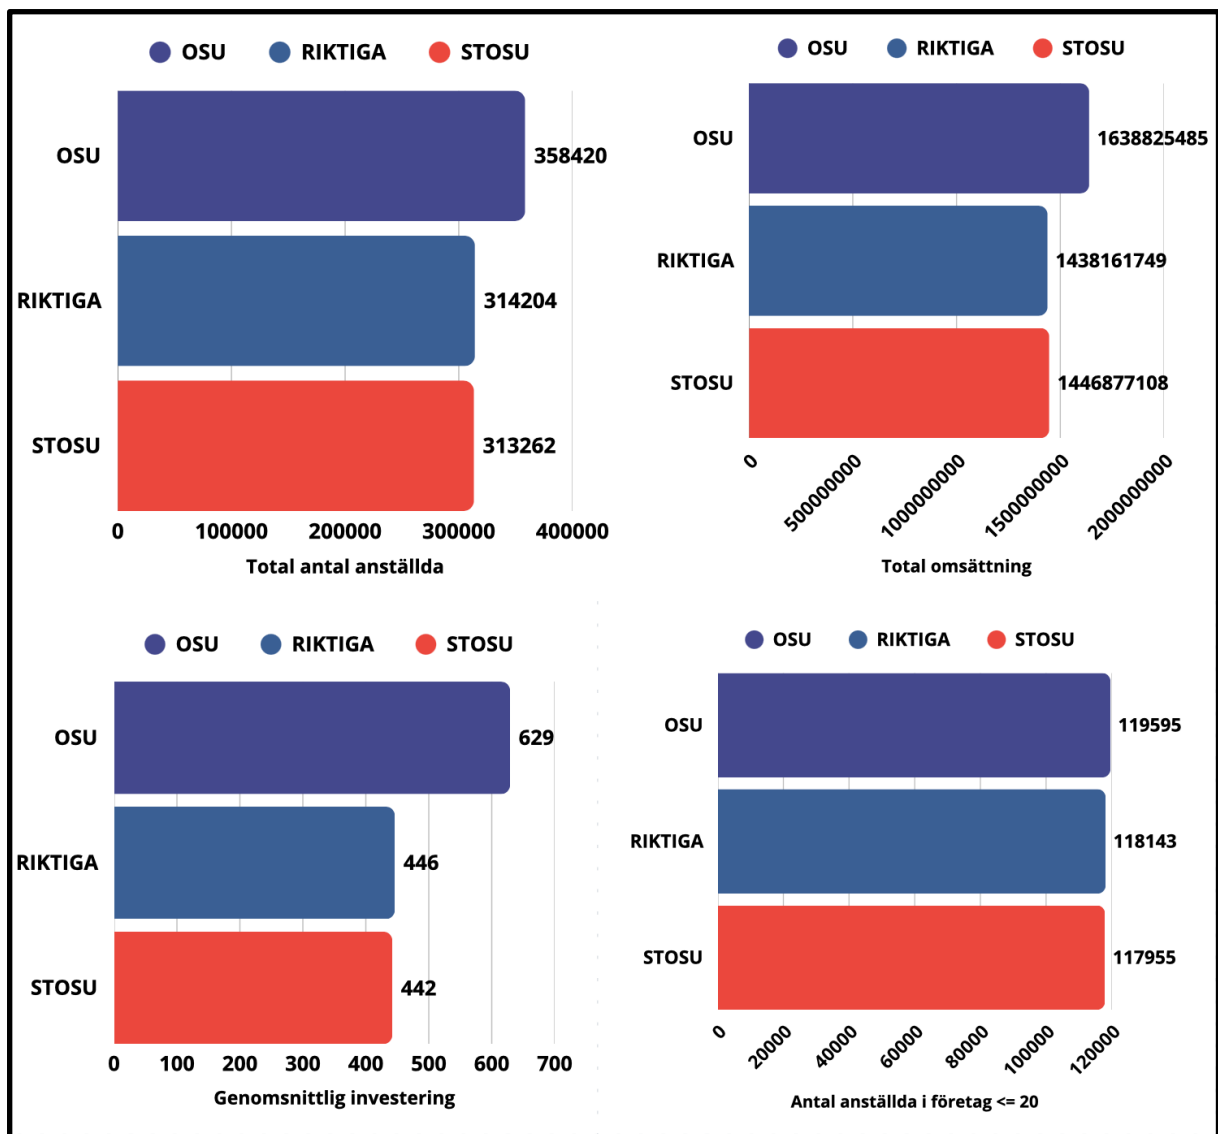 OSU RIKTIGA STOSU
OSU 358420
RIKTIGA 314204
STOSU 313262
0 100000 200000 300000 400000
Total antal anställda
OSU RIKTIGA STOSU
OSU 1638825485
RIKTIGA 1438161749
STOSU 1446877108
0 500000000 1000000000 1500000000 2000000000
Total omsättning
OSU RIKTIGA STOSU
OSU 629
RIKTIGA 446
STOSU 442
0 100 200 300 400 500 600 700
Genomsnittlig investering
OSU RIKTIGA STOSU
OSU 119595
RIKTIGA 118143
STOSU 117955
0 20000 40000 60000 80000 100000 120000
Antal anställda i företag <= 20